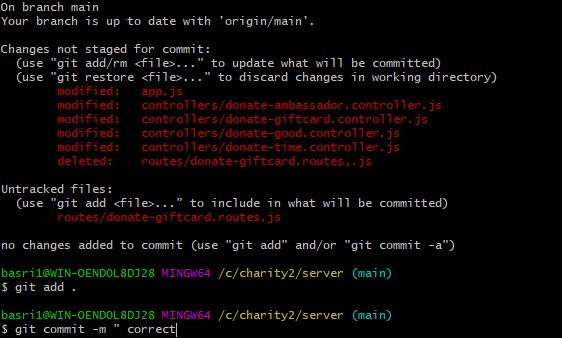 On branch main
Your branch is up to date with 'origin/main'.
Changes not staged for commit:
(use "git add/rm <file>..." to update what will be committed)
(use "git restore <file>..." to discard changes in working directory)
modified: app.js
modified: controllers/donate-ambassador.controller.js
modified: controllers/donate-giftcard.controller.js
modified: controllers/donate-good.controller.js
modified: controllers/donate-time.controller.js
deleted: routes/donate-giftcard.routes,.js
Untracked files:
(use "git add <file>..." to include in what will be committed)
routes/donate-giftcard.routes.js
no changes added to commit (use "git add" and/or "git commit -a")
basri1@WIN-OENDOL8DJ28 MINGW64 /c/charity2/server (main)
$ git add .
basri1@WIN-OENDOL8DJ28 MINGW64 /c/charity2/server (main)
$ git commit -m " correct